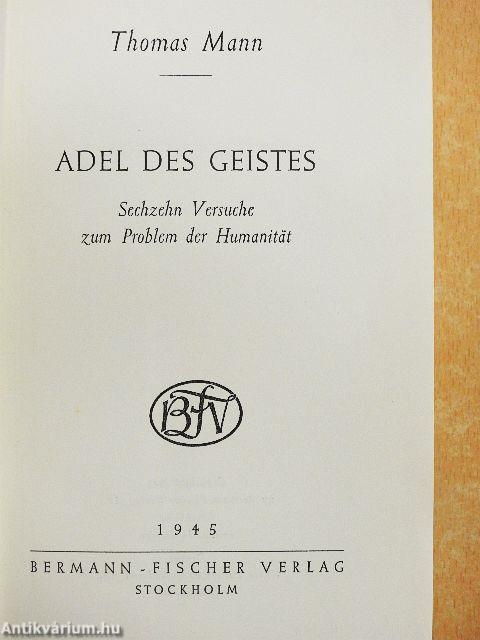 Thomas Mann
ADEL DES GEISTES
Sechzehn Versuche
zum Problem der Humanität
BFV
1945
BERMANN-FISCHER VERLAG
STOCKHOLM
Antikvárium.hu